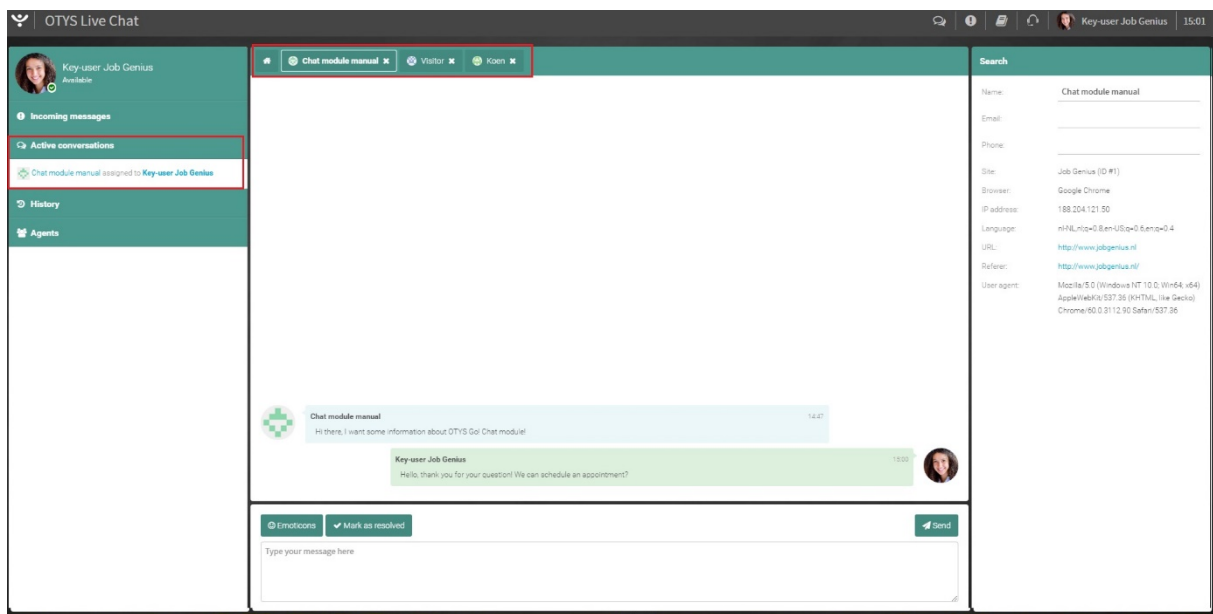 OTYS Live Chat
Key-user Job Genius
15:01
Key-user Job Genius
Available
Incoming messages
Active conversations
Chat module manual assigned to Key-user Job Genius
History
Agents
Chat module manual ×
Visitor ×
Koen ×
Chat module manual
14:47
Hi there, I want some information about OTYS Go! Chat module!
Key-user Job Genius
Hello, thank you for your question! We can schedule an appointment?
Emoticons
Mark as resolved
Send
Type your message here
Search
Name:
Chat module manual
Email:
Phone:
Site:
Job Genius (ID #1)
Browser:
Google Chrome
IP address:
188.204.121.50
Language:
nl-NL,nl;q=0.8,en-US;q=0.6,en;q=0.4
URL:
http://www.jobgenius.nl
Referer:
http://www.jobgenius.nl/
User agent:
Mozilla/5.0 (Windows NT 10.0; Win64; x64)
AppleWebKit/537.36 (KHTML, like Gecko)
Chrome/60.0.3112.90 Safari/537.36